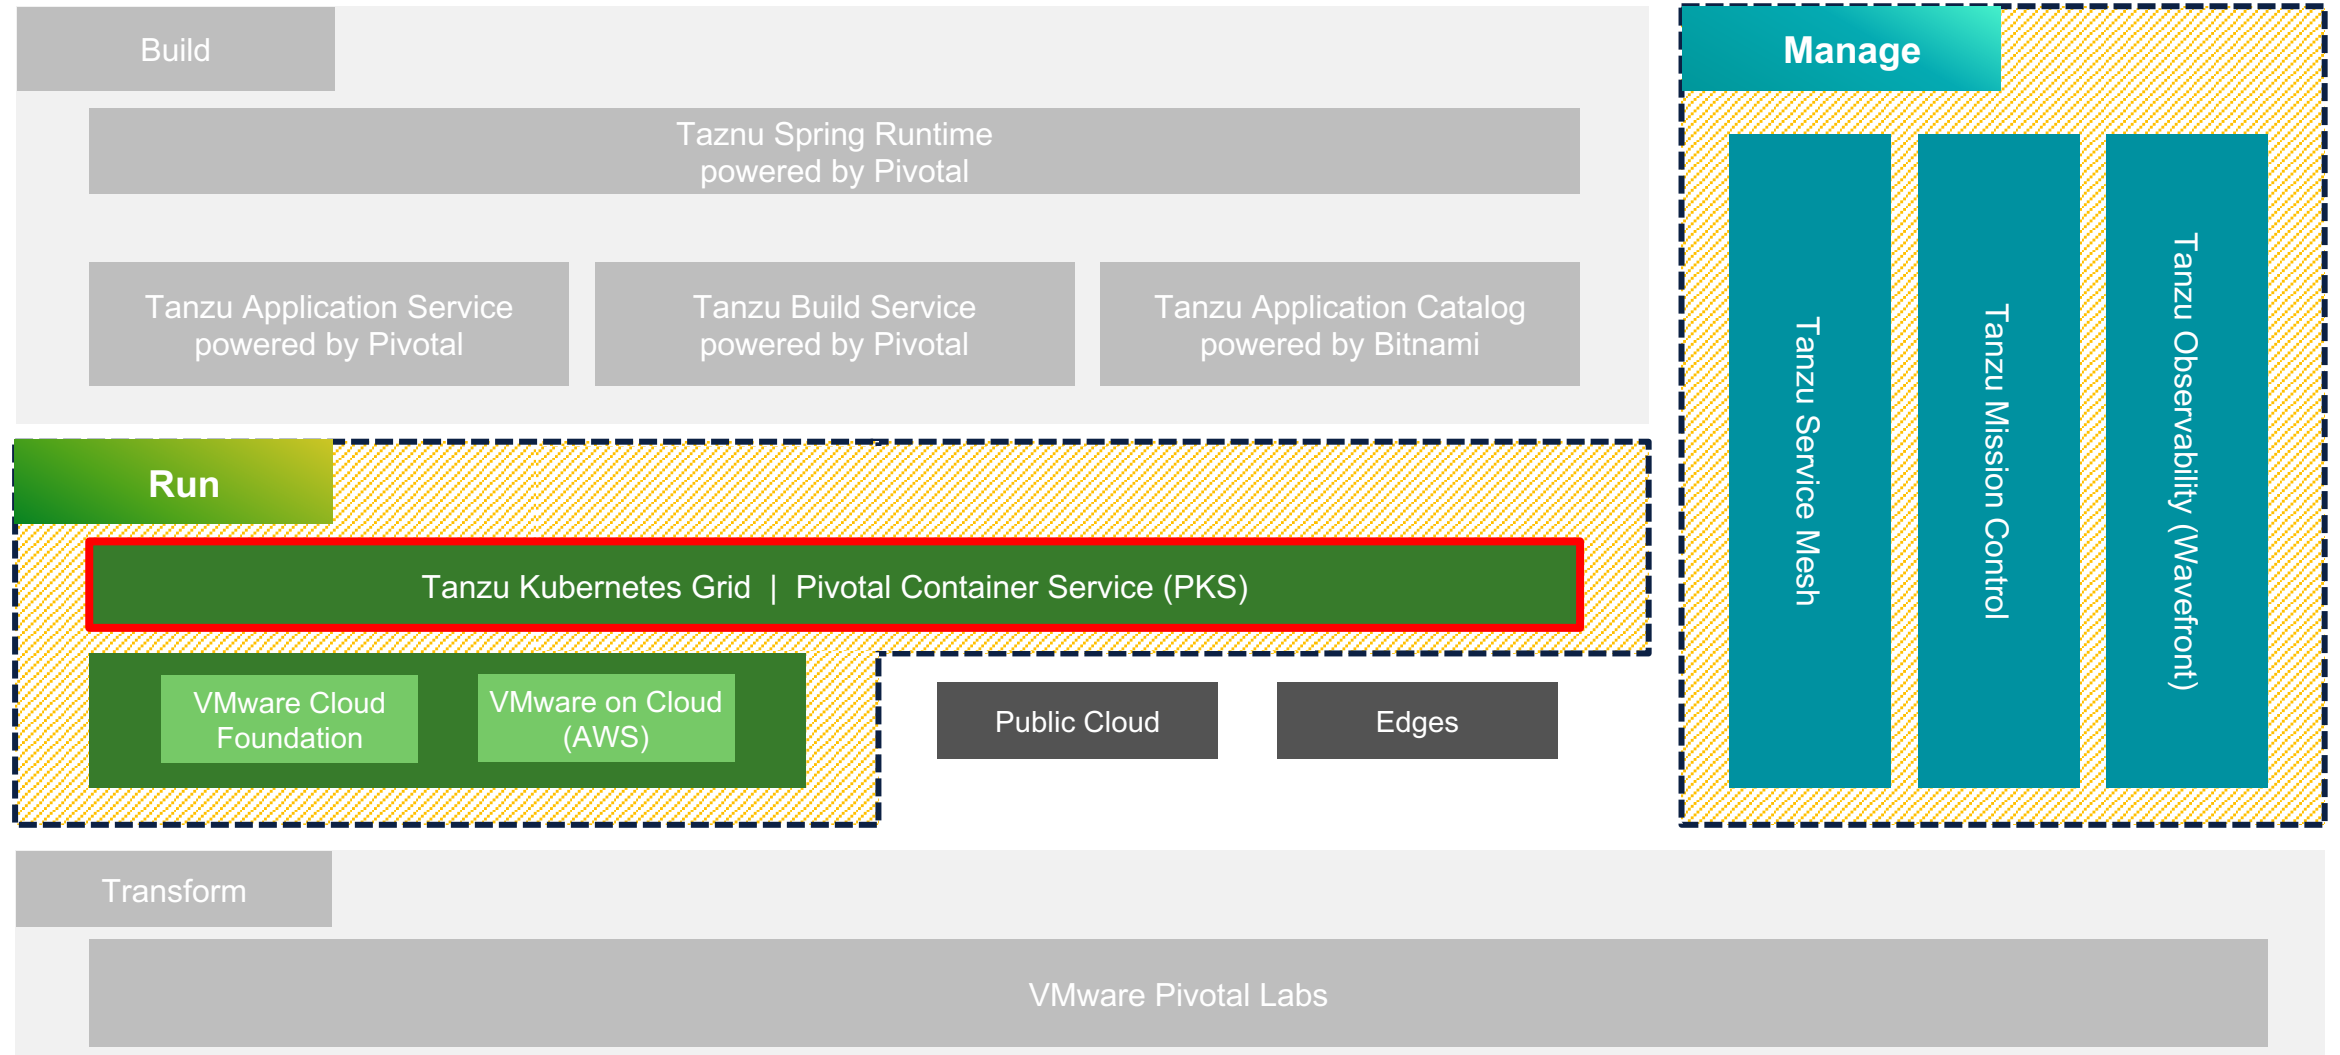 Build
Taznu Spring Runtime
powered by Pivotal
Tanzu Application Service
powered by Pivotal
Tanzu Build Service
powered by Pivotal
Tanzu Application Catalog
powered by Bitnami
Run
Tanzu Kubernetes Grid | Pivotal Container Service (PKS)
VMware Cloud
Foundation
VMware on Cloud
(AWS)
Public Cloud
Edges
Manage
Tanzu Service Mesh
Tanzu Mission Control
Tanzu Observability (Wavefront)
Transform
VMware Pivotal Labs